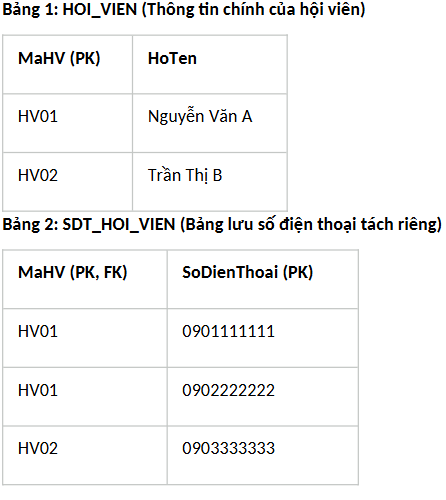 Bảng 1: HOI_VIEN (Thông tin chính của hội viên)
MaHV (PK) HoTen
HV01 Nguyễn Văn A
HV02 Trần Thị B
Bảng 2: SDT_HOI_VIEN (Bảng lưu số điện thoại tách riêng)
MaHV (PK, FK) SoDienThoai (PK)
HV01 0901111111
HV01 0902222222
HV02 0903333333